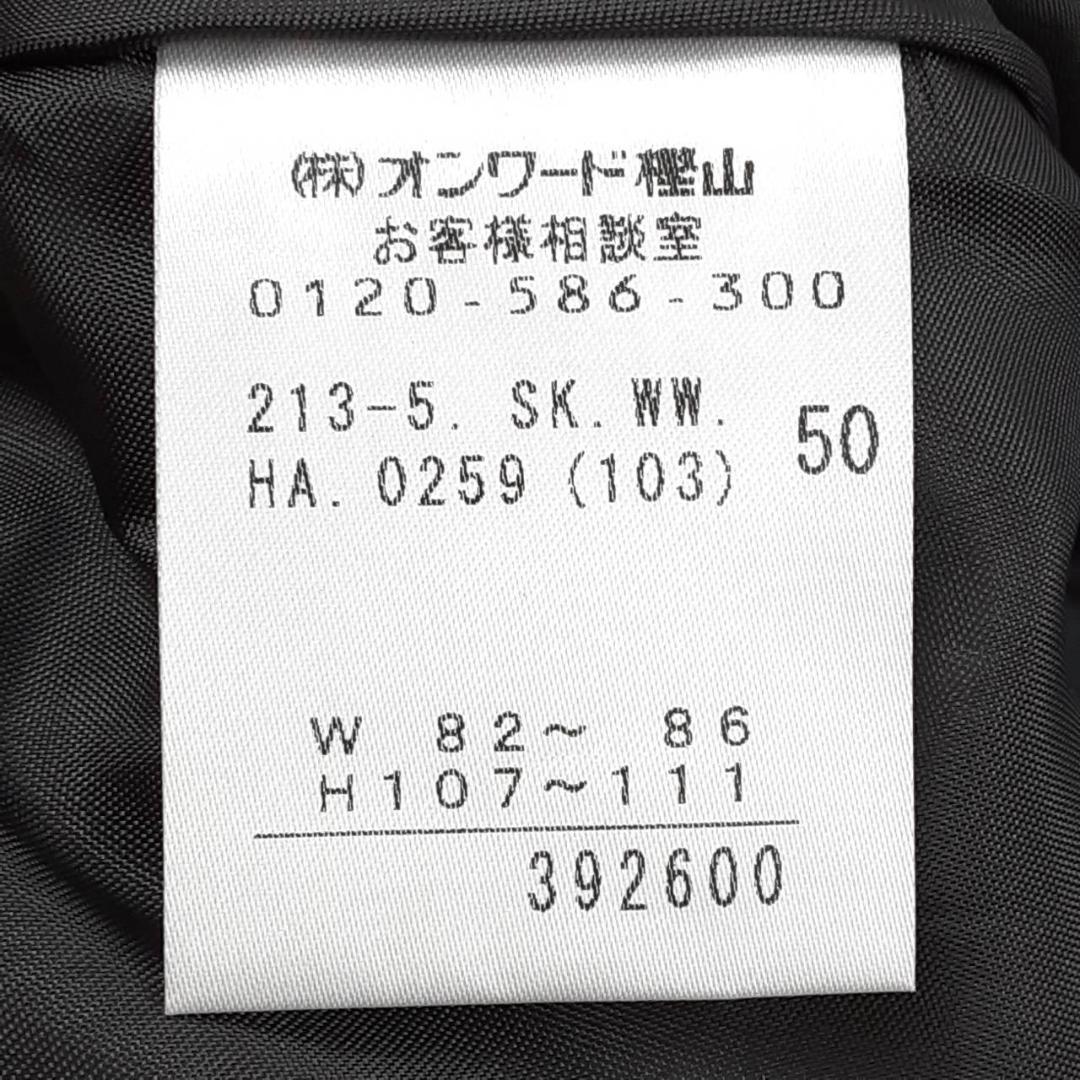 (株)オンワード樫山
お客様相談室
0120-586-300
213-5. SK. WW.
HA. 0259 (103)
50
W 82〜 86
H107〜111
392600